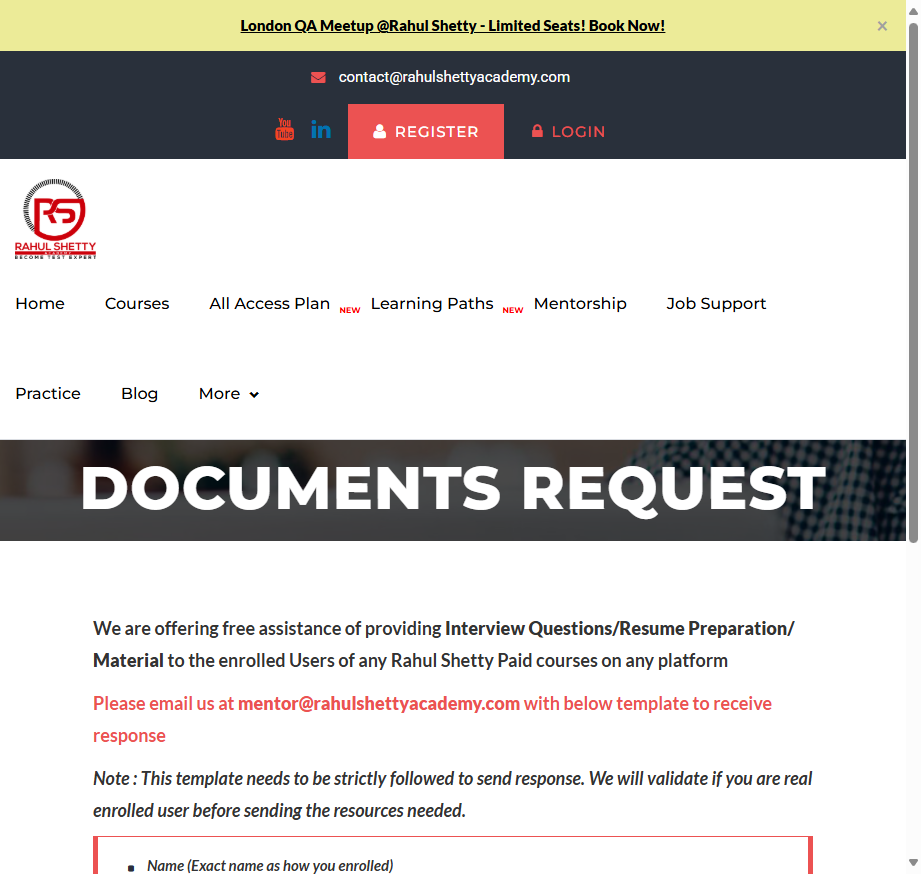 London QA Meetup @Rahul Shetty - Limited Seats! Book Now!
×
contact@rahulshettyacademy.com
You
Tube
in
REGISTER
LOGIN
RS
RAHUL SHETTY
ACADEMY
BECOME TEST EXPERT
Home
Courses
All Access Plan
NEW
Learning Paths
NEW
Mentorship
Job Support
Practice
Blog
More
DOCUMENTS REQUEST
We are offering free assistance of providing Interview Questions/Resume Preparation/
Material to the enrolled Users of any Rahul Shetty Paid courses on any platform
Please email us at mentor@rahulshettyacademy.com with below template to receive
response
Note : This template needs to be strictly followed to send response. We will validate if you are real
enrolled user before sending the resources needed.
Name (Exact name as how you enrolled)